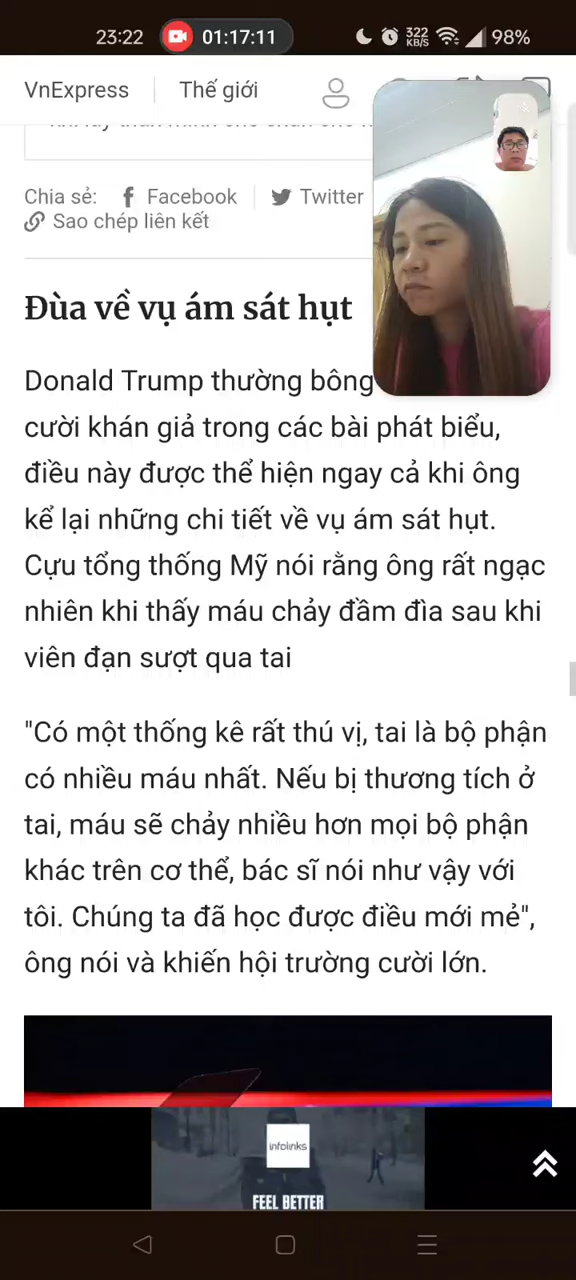 23:22
01:17:11
322
KB/S
98%
VnExpress
Thế giới
Chia sẻ:
Facebook
Twitter
Sao chép liên kết
Đùa về vụ ám sát hụt
Donald Trump thường bông
cười khán giả trong các bài phát biểu,
điều này được thể hiện ngay cả khi ông
kể lại những chi tiết về vụ ám sát hụt.
Cựu tổng thống Mỹ nói rằng ông rất ngạc
nhiên khi thấy máu chảy đầm đìa sau khi
viên đạn sượt qua tai
"Có một thống kê rất thú vị, tai là bộ phận
có nhiều máu nhất. Nếu bị thương tích ở
tai, máu sẽ chảy nhiều hơn mọi bộ phận
khác trên cơ thể, bác sĩ nói như vậy với
tôi. Chúng ta đã học được điều mới mẻ",
ông nói và khiến hội trường cười lớn.
infolinks
FEEL BETTER